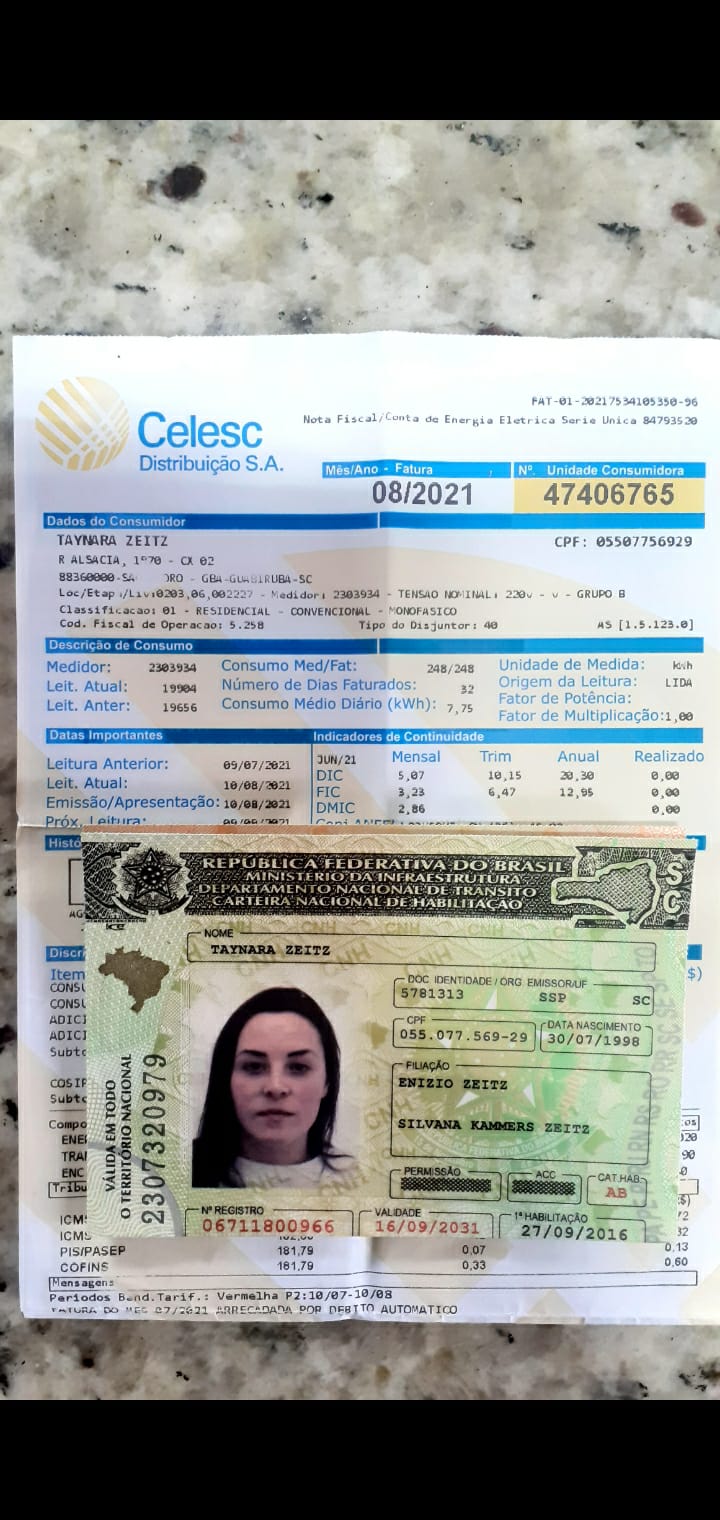 FAT-01-20217534105350-96
Nota Fiscal/Conta de Energia Eletrica Serie Unica 84793520
Celesc
Distribuição S.A.
Mês/Ano - Fatura
Nº. Unidade Consumidora
08/2021
47406765
Dados do Consumidor
TAYNARA ZEITZ CPF: 05507756929
R ALSACIA, - CX 02
88360000- - GBA-GUABIRUBA-SC
2303934 - TENSAO NOMINAL: 220v - GRUPO B
Classificacao: 01 - RESIDENCIAL - CONVENCIONAL - MONOFASICO
Cod. Fiscal de Operacao: 5.258 Tipo do Disjuntor: 40 AS [1.5.123.0]
Descrição de Consumo
Medidor: 2303934 Consumo Med/Fat: 248/248 Unidade de Medida: kwh
Leit. Atual: 19904 Número de Dias Faturados: 32 Origem da Leitura: LIDA
Leit. Anter: 19656 Consumo Médio Diário (kWh): 7,75 Fator de Potência:
Fator de Multiplicação: 1,00
Datas Importantes
Indicadores de Continuidade
Leitura Anterior: 09/07/2021
Leit. Atual: 10/08/2021
Emissão/Apresentação: 10/08/2021
Próx. Leitura:
JUN/21 Mensal Trim Anual Realizado
DIC 5,07 10,15 20,30 0,00
FIC 3,23 6,47 12,95 0,00
DMIC 2,86 0,00
REPÚBLICA FEDERATIVA DO BRASIL
MINISTÉRIO DA INFRAESTRUTURA
DEPARTAMENTO NACIONAL DE TRÂNSITO
CARTEIRA NACIONAL DE HABILITAÇÃO
SC
NOME
TAYNARA ZEITZ
DOC IDENTIDADE / ORG EMISSOR/UF
5781313 SSP SC
CPF
055.077.569-29
DATA NASCIMENTO
30/07/1998
FILIAÇÃO
ENIZIO ZEITZ
SILVANA KAMMERS ZEITZ
PERMISSÃO
ACC
CAT.HAB.
AB
Nº REGISTRO
06711800966
VALIDADE
16/09/2031
1ª HABILITAÇÃO
27/09/2016
VÁLIDA EM TODO
O TERRITÓRIO NACIONAL
2307320979
Item
PIS/PASEP 181,79 0,07 0,13
COFINS 181,79 0,33 0,60
Mensagens
Periodos Band.Tarif.: Vermelha P2:10/07-10/08
FATURA DO MES 07/2021 ARRECADADA POR DEBITO AUTOMATICO